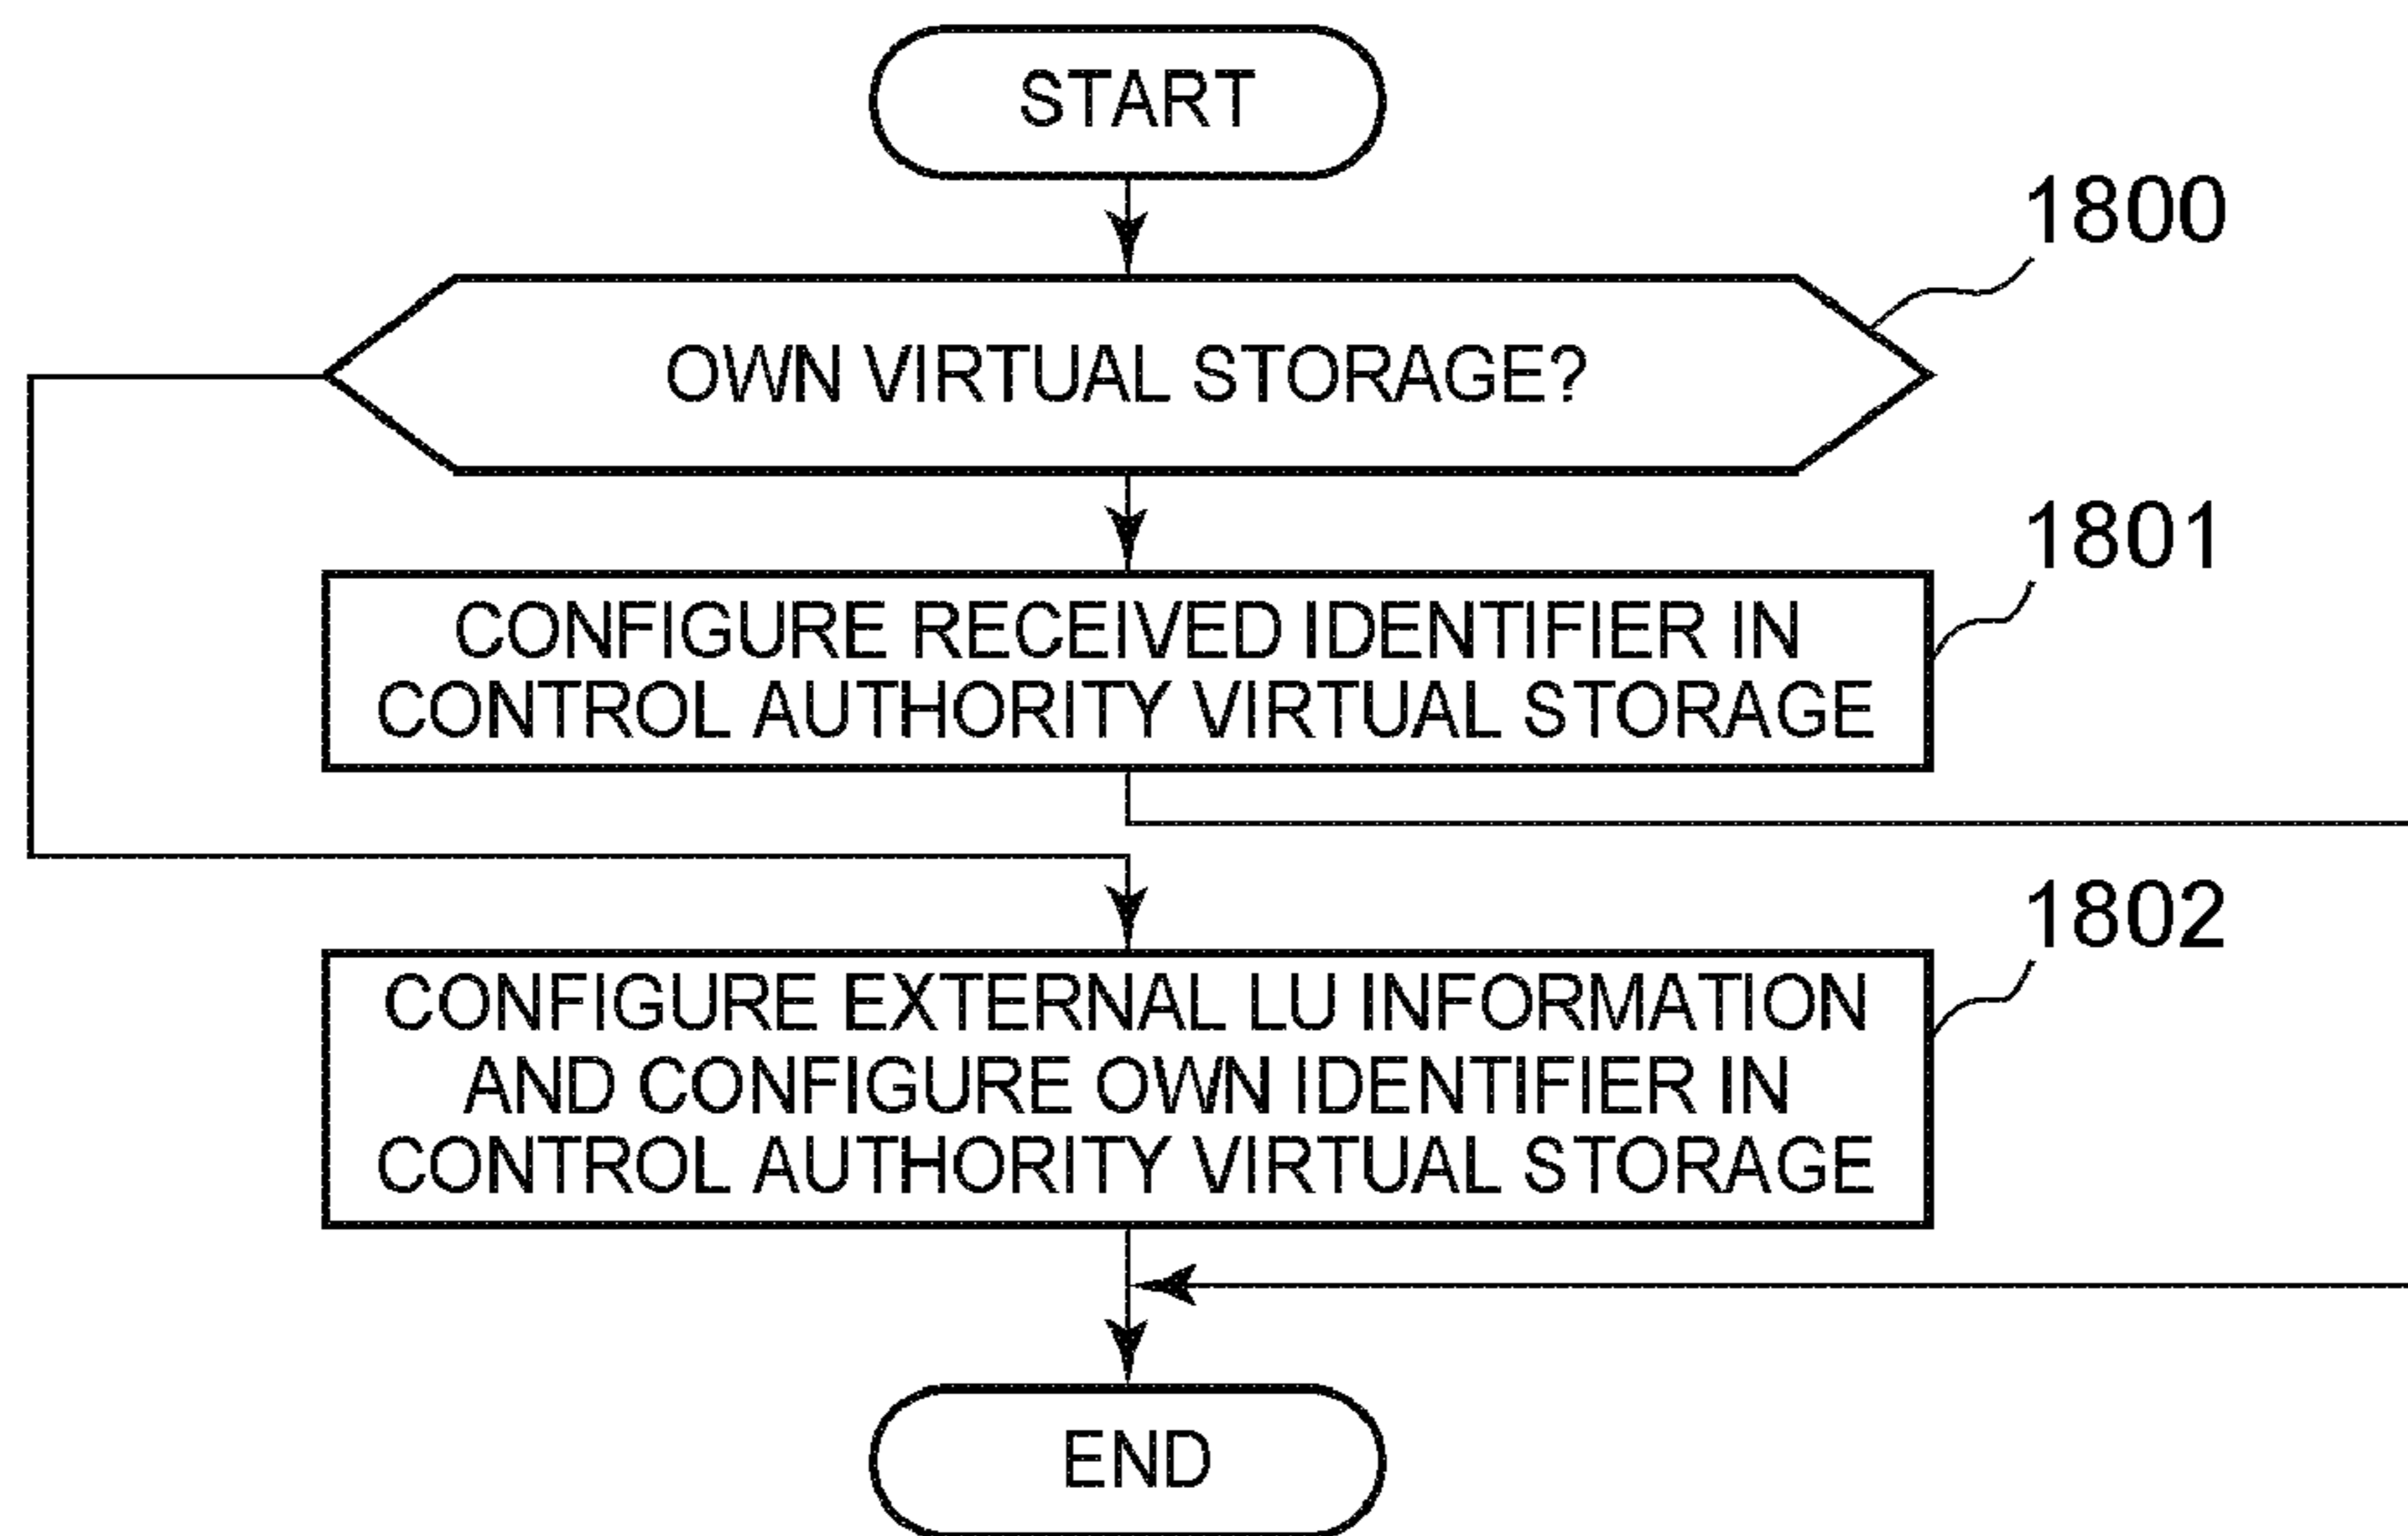 START
1800
OWN VIRTUAL STORAGE?
1801
CONFIGURE RECEIVED IDENTIFIER IN
CONTROL AUTHORITY VIRTUAL STORAGE
1802
CONFIGURE EXTERNAL LU INFORMATION
AND CONFIGURE OWN IDENTIFIER IN
CONTROL AUTHORITY VIRTUAL STORAGE
END